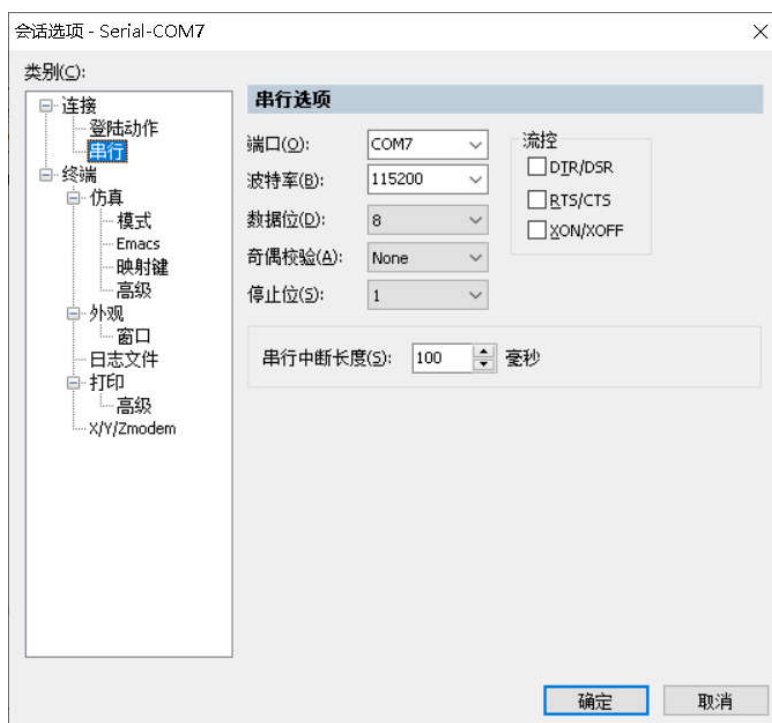 会话选项 - Serial-COM7
类别(C):
连接
登陆动作
串行
终端
仿真
模式
Emacs
映射键
高级
外观
窗口
日志文件
打印
高级
X/Y/Zmodem
串行选项
端口(O): COM7
波特率(B): 115200
数据位(D): 8
奇偶校验(A): None
停止位(S): 1
流控
DTR/DSR
RTS/CTS
XON/XOFF
串行中断长度(S): 100 毫秒
确定 取消